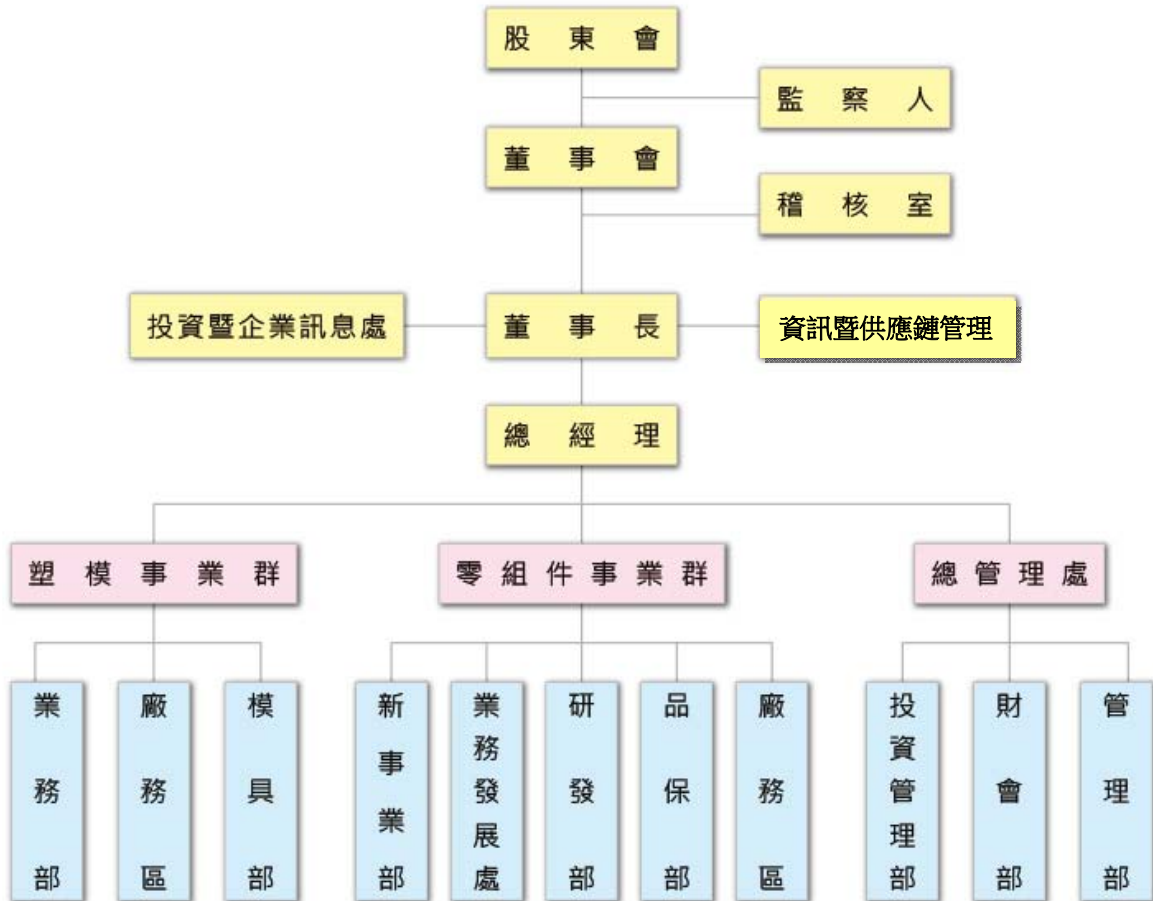 股東會
監察人
董事會
稽核室
投資暨企業訊息處
董事長
資訊暨供應鏈管理
總經理
塑模事業群
零組件事業群
總管理處
業務部
廠務區
模具部
新事業部
業務發展處
研發部
品保部
廠務區
投資管理部
財會部
管理部